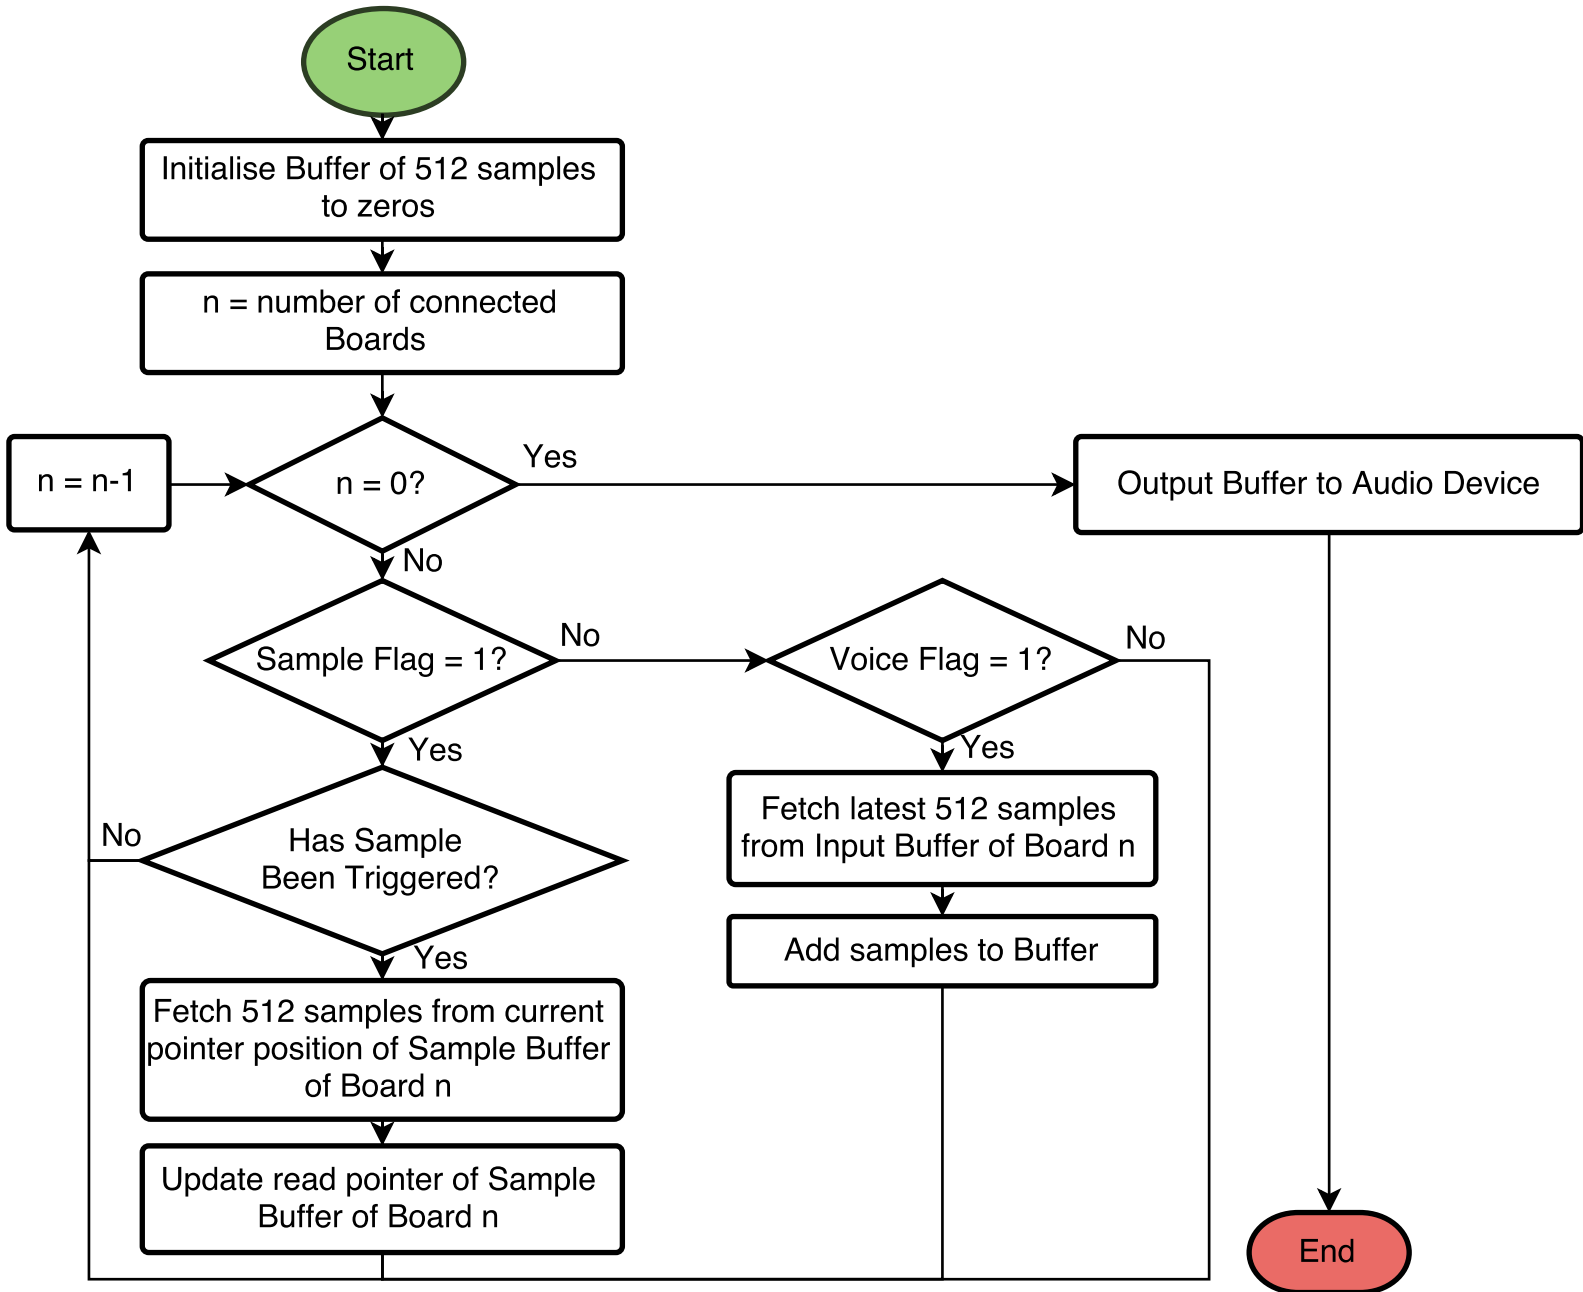 Start
Initialise Buffer of 512 samples
to zeros
n = number of connected
Boards
n = n-1
n = 0?
Yes
Output Buffer to Audio Device
No
Sample Flag = 1?
No
Voice Flag = 1?
No
Yes
Yes
Has Sample
Been Triggered?
No
Fetch latest 512 samples
from Input Buffer of Board n
Add samples to Buffer
Yes
Fetch 512 samples from current
pointer position of Sample Buffer
of Board n
Update read pointer of Sample
Buffer of Board n
End